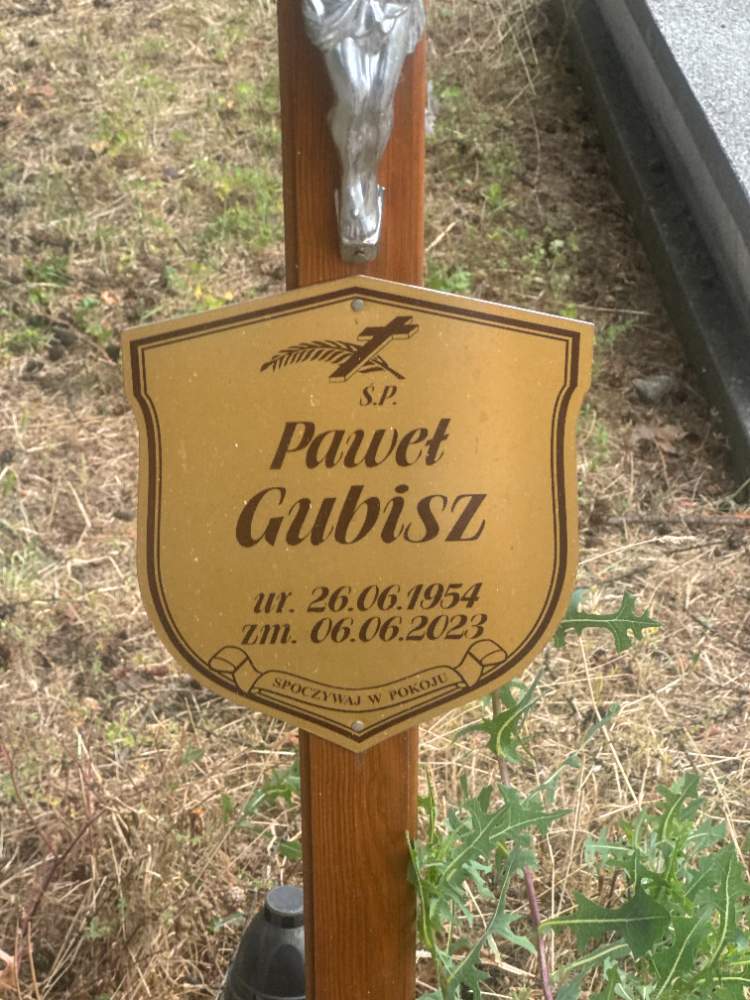 Ś.P.
Paweł
Gubisz
ur. 26.06.1954
zm. 06.06.2023
SPOCZYWAJ W POKOJU